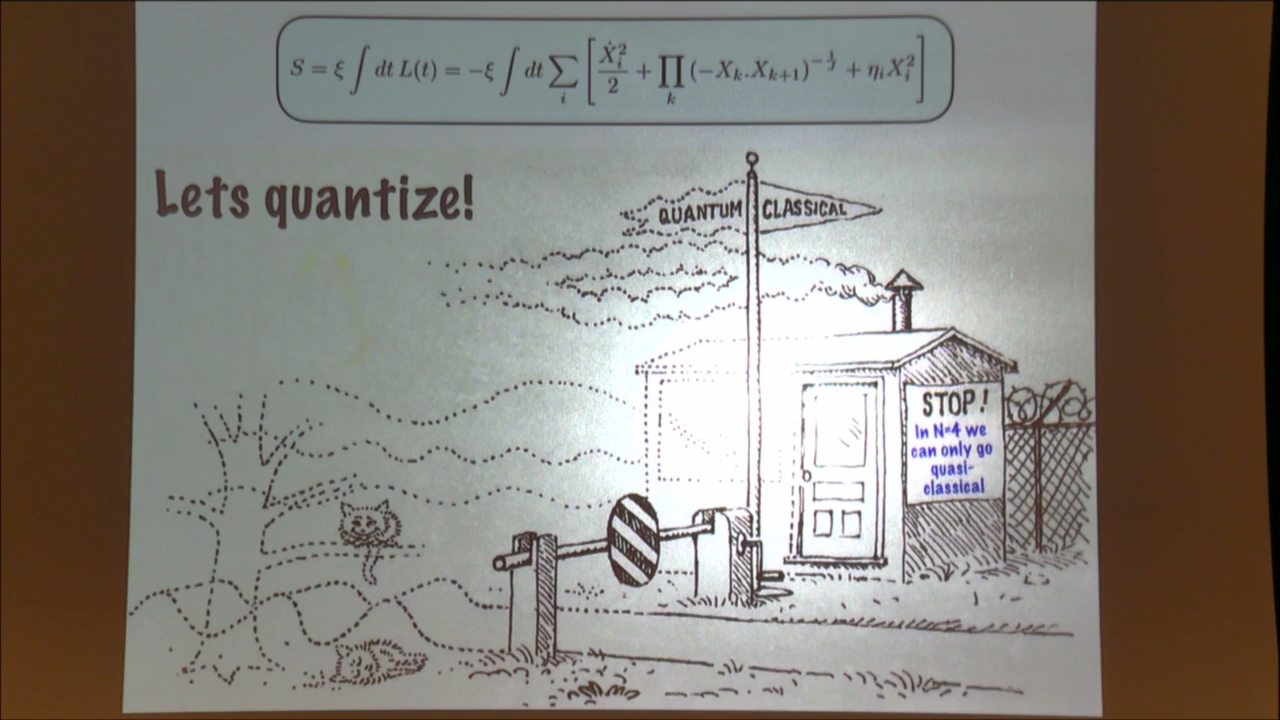 S = ξ ∫ dt L(t) = −ξ ∫ dt ∑_i [ Ẋ_i^2/2 + ∏_k (−X_k.X_{k+1})^{−1/J} + η_i X_i^2 ]
Lets quantize!
QUANTUM CLASSICAL
STOP!
In N=4 we
can only go
quasi-
classical